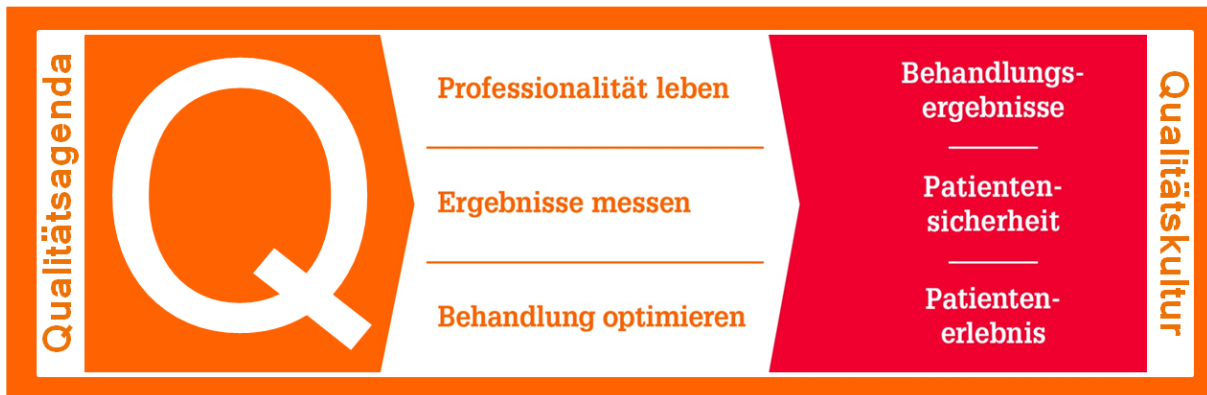 Qualitätsagenda
Q
Professionalität leben
Ergebnisse messen
Behandlung optimieren
Behandlungs-
ergebnisse
Patienten-
sicherheit
Patienten-
erlebnis
Qualitätskultur